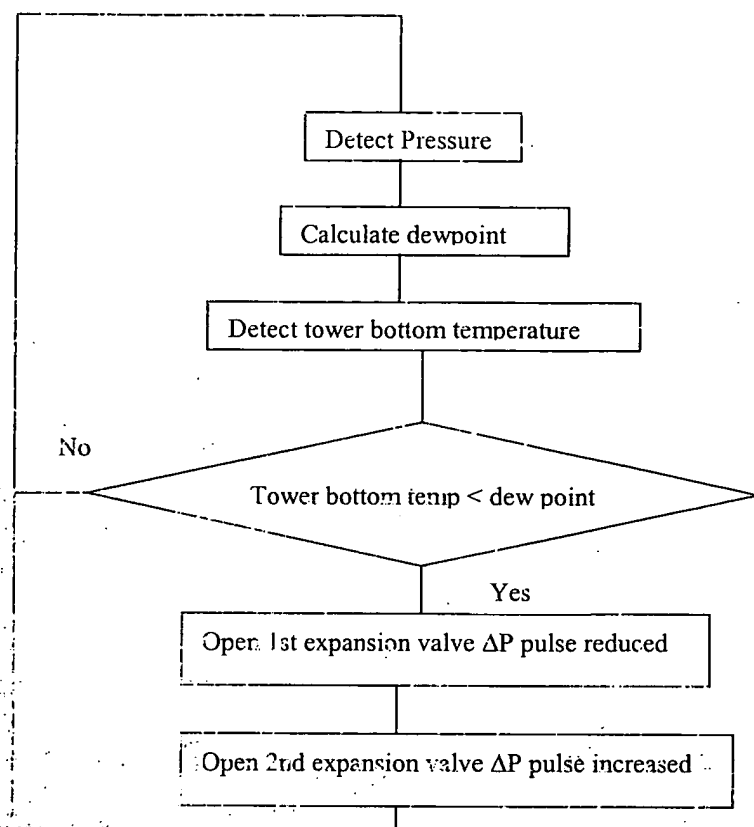 Detect Pressure
Calculate dewpoint
Detect tower bottom temperature
No
Tower bottom temp < dew point
Yes
Open 1st expansion valve ΔP pulse reduced
Open 2nd expansion valve ΔP pulse increased